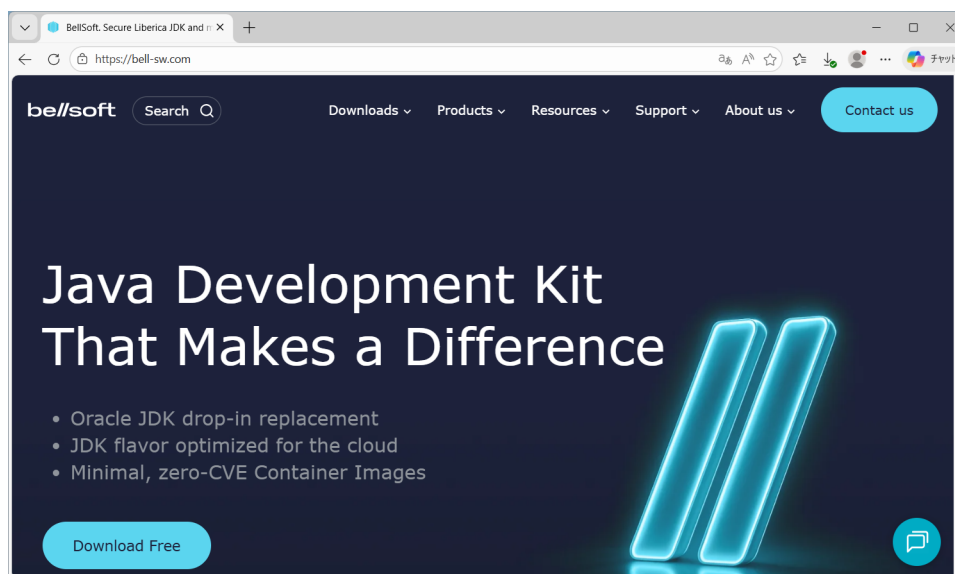 BellSoft. Secure Liberica JDK and m
https://bell-sw.com
あ
A
チャット
bellsoft
Search
Downloads
Products
Resources
Support
About us
Contact us
Java Development Kit
That Makes a Difference
• Oracle JDK drop-in replacement
• JDK flavor optimized for the cloud
• Minimal, zero-CVE Container Images
Download Free